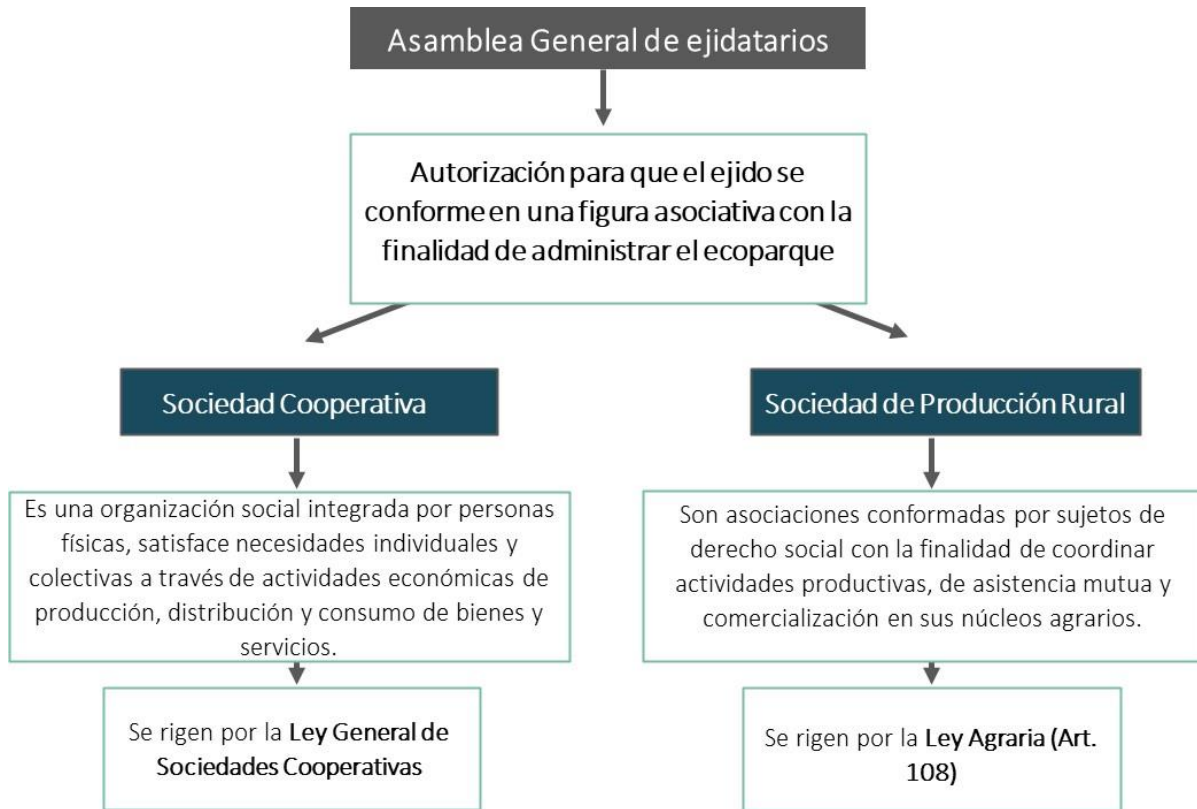 Asamblea General de ejidatarios
Autorización para que el ejido se
conforme en una figura asociativa con la
finalidad de administrar el ecoparque
Sociedad Cooperativa
Sociedad de Producción Rural
Es una organización social integrada por personas
físicas, satisface necesidades individuales y
colectivas a través de actividades económicas de
producción, distribución y consumo de bienes y
servicios.
Son asociaciones conformadas por sujetos de
derecho social con la finalidad de coordinar
actividades productivas, de asistencia mutua y
comercialización en sus núcleos agrarios.
Se rigen por la Ley General de
Sociedades Cooperativas
Se rigen por la Ley Agraria (Art.
108)